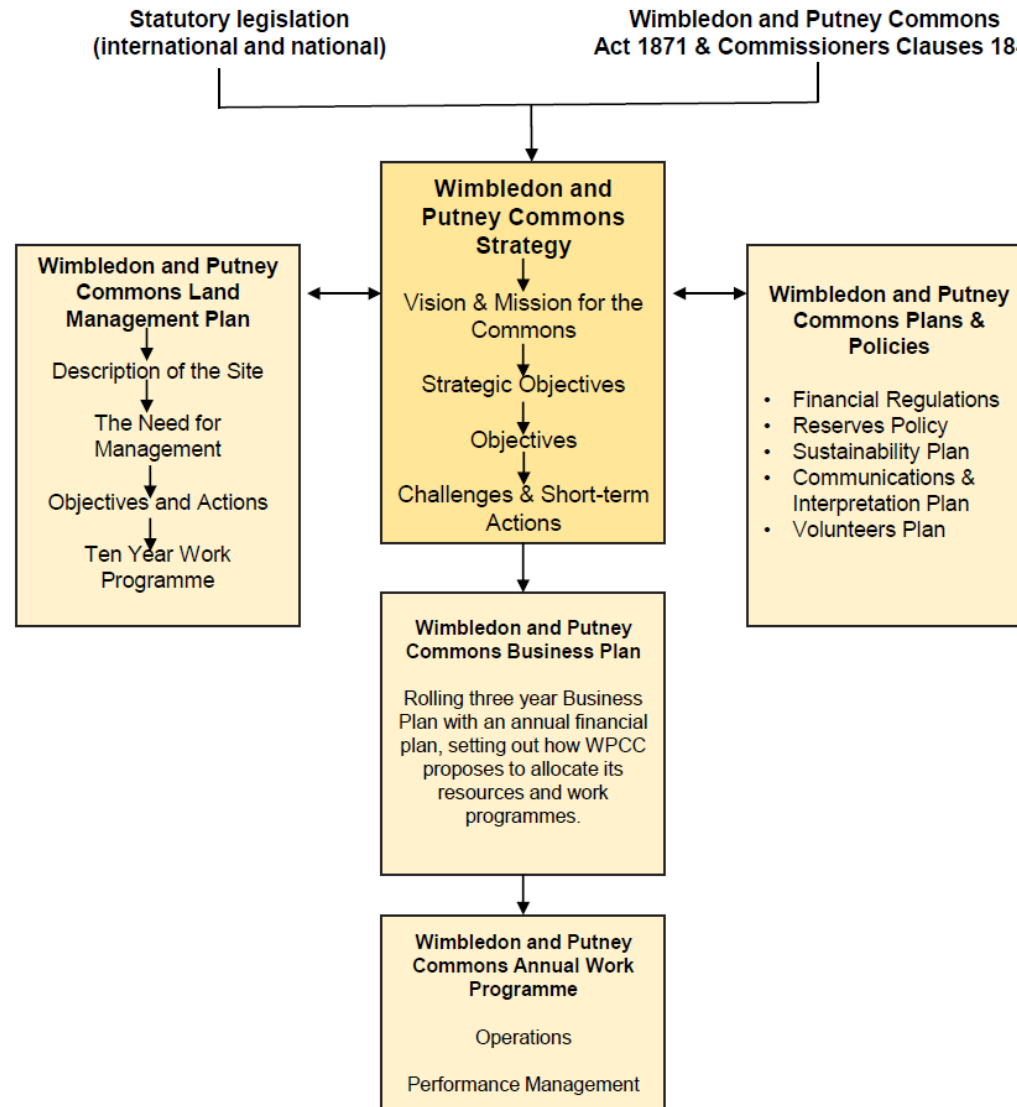 Statutory legislation
(international and national)
Wimbledon and Putney Commons
Act 1871 & Commissioners Clauses
Wimbledon and
Putney Commons
Strategy
Vision & Mission for the
Commons
Strategic Objectives
Objectives
Challenges & Short-term
Actions
Wimbledon and Putney
Commons Land
Management Plan
Description of the Site
The Need for
Management
Objectives and Actions
Ten Year Work
Programme
Wimbledon and Putney
Commons Plans &
Policies
• Financial Regulations
• Reserves Policy
• Sustainability Plan
• Communications &
Interpretation Plan
• Volunteers Plan
Wimbledon and Putney
Commons Business Plan
Rolling three year Business
Plan with an annual financial
plan, setting out how WPCC
proposes to allocate its
resources and work
programmes.
Wimbledon and Putney
Commons Annual Work
Programme
Operations
Performance Management